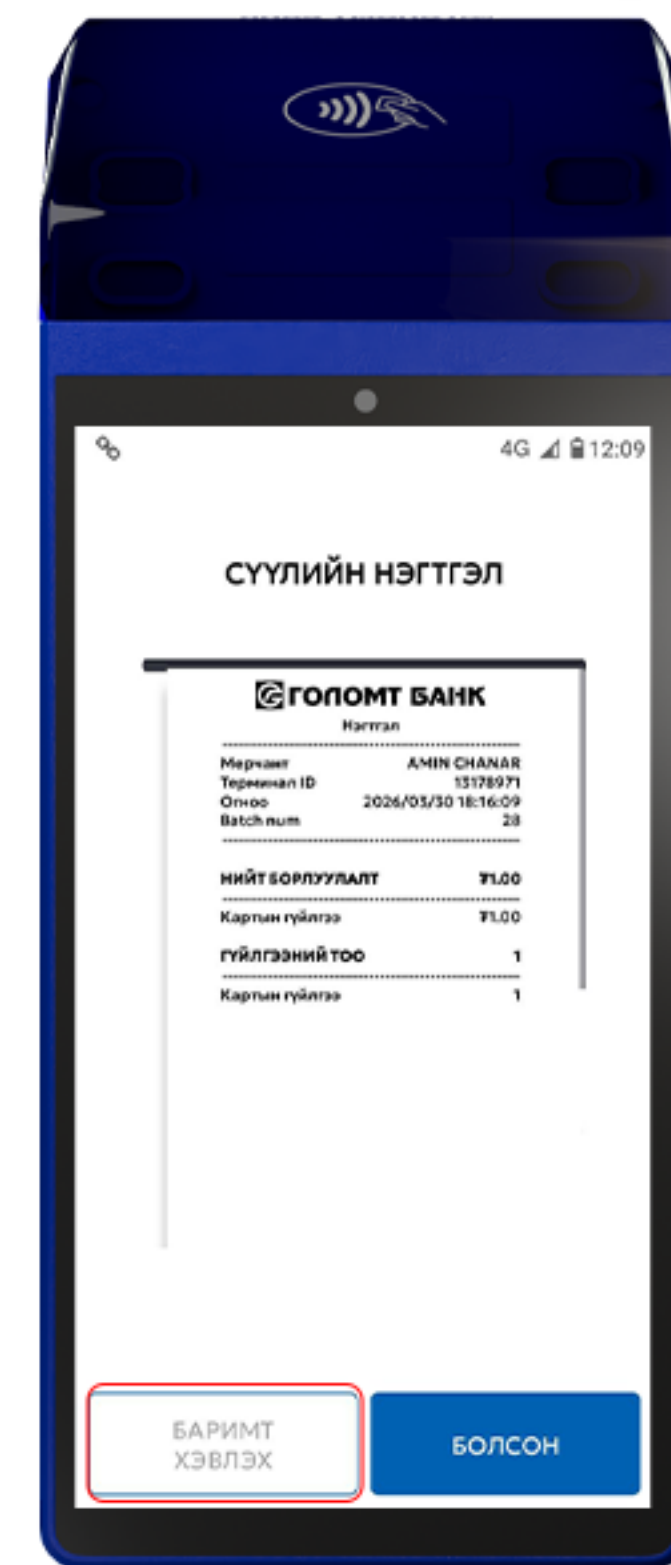 4G 12:09
СҮҮЛИЙН НЭГТГЭЛ
ГОЛОМТ БАНК
Нэгтгэл
Мерчант AMIN CHANAR
Терминал ID 13178971
Огноо 2026/03/30 18:16:09
Batch num 28
НИЙТ БОРЛУУЛАЛТ ₮1.00
Картын гүйлгээ ₮1.00
ГҮЙЛГЭЭНИЙ ТОО 1
Картын гүйлгээ 1
БАРИМТ
ХЭВЛЭХ
БОЛСОН